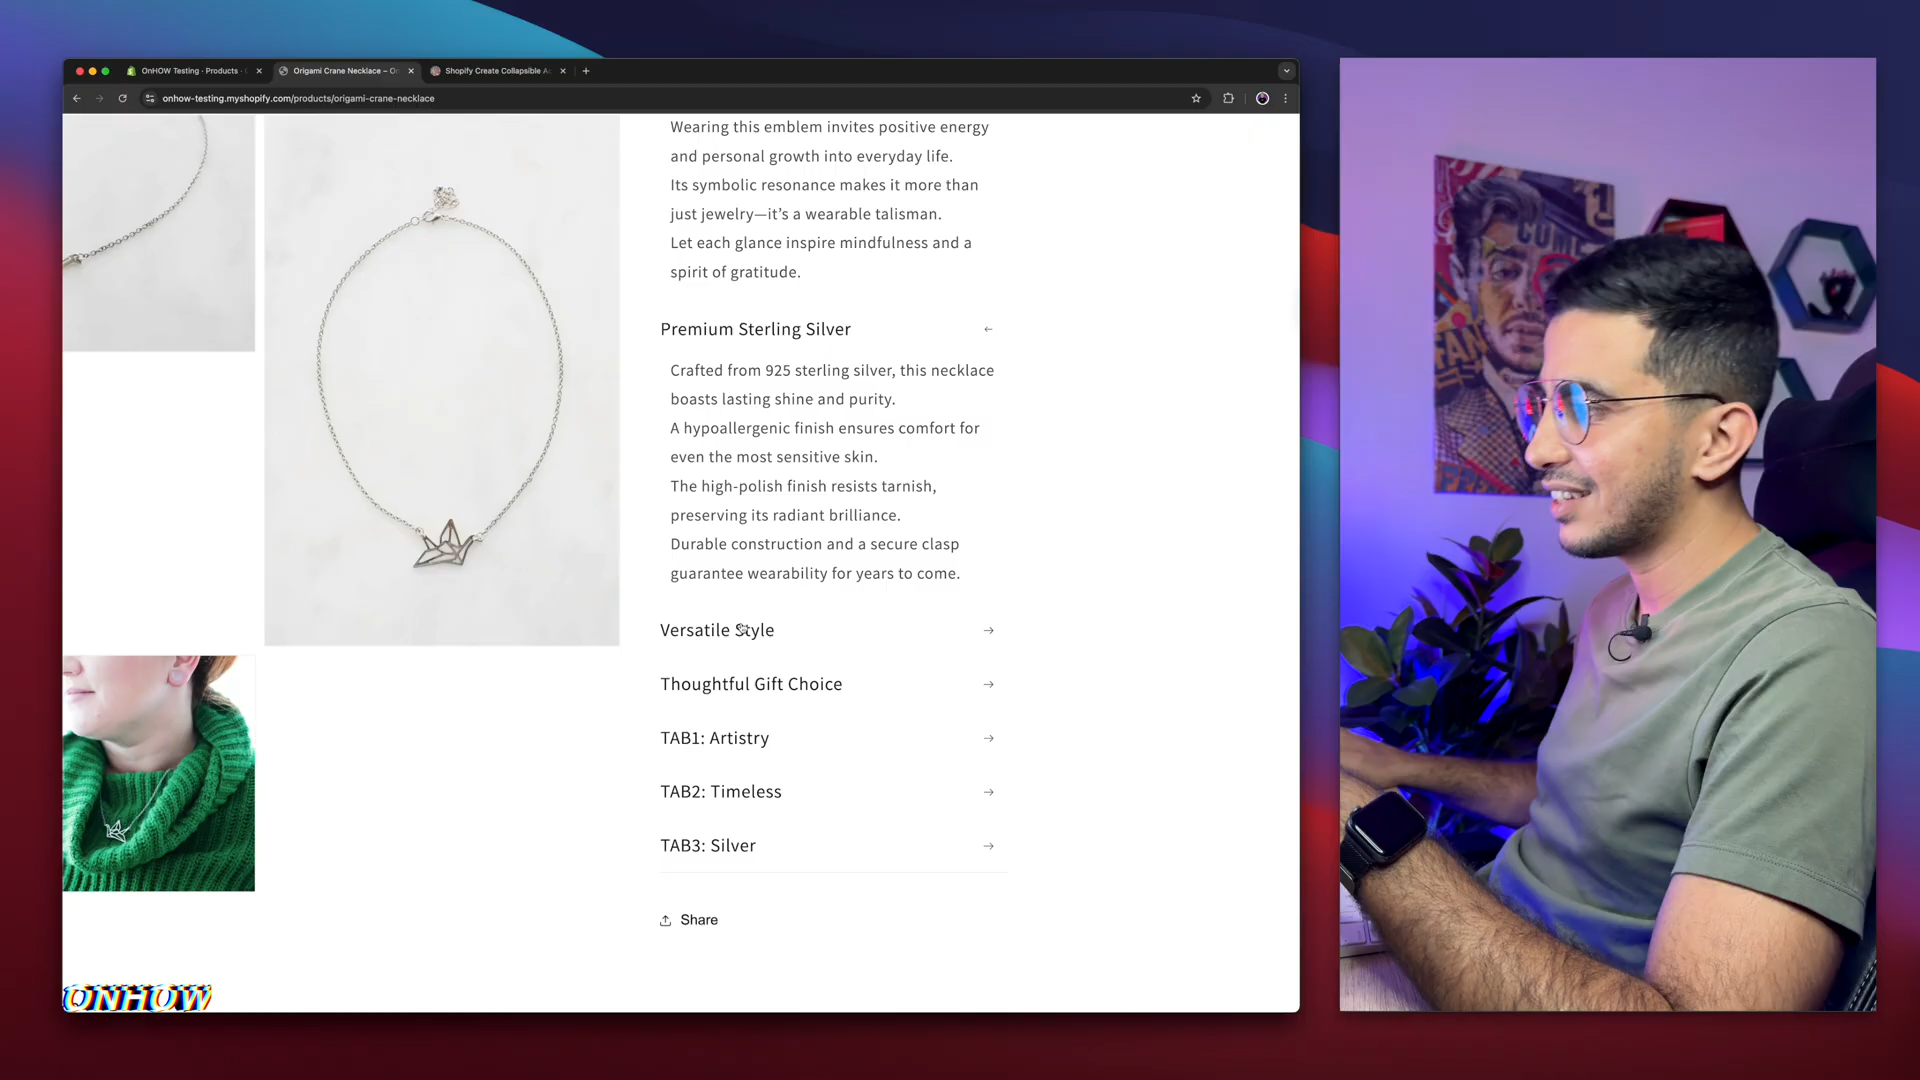 OnHOW Testing · Products ·
Origami Crane Necklace – O
Shopify Create Collapsible A
onhow-testing.myshopify.com/products/origami-crane-necklace
Wearing this emblem invites positive energy
and personal growth into everyday life.
Its symbolic resonance makes it more than
just jewelry—it's a wearable talisman.
Let each glance inspire mindfulness and a
spirit of gratitude.
Premium Sterling Silver
Crafted from 925 sterling silver, this necklace
boasts lasting shine and purity.
A hypoallergenic finish ensures comfort for
even the most sensitive skin.
The high-polish finish resists tarnish,
preserving its radiant brilliance.
Durable construction and a secure clasp
guarantee wearability for years to come.
Versatile Style
Thoughtful Gift Choice
TAB1: Artistry
TAB2: Timeless
TAB3: Silver
Share
ONHOW
COME
FAN